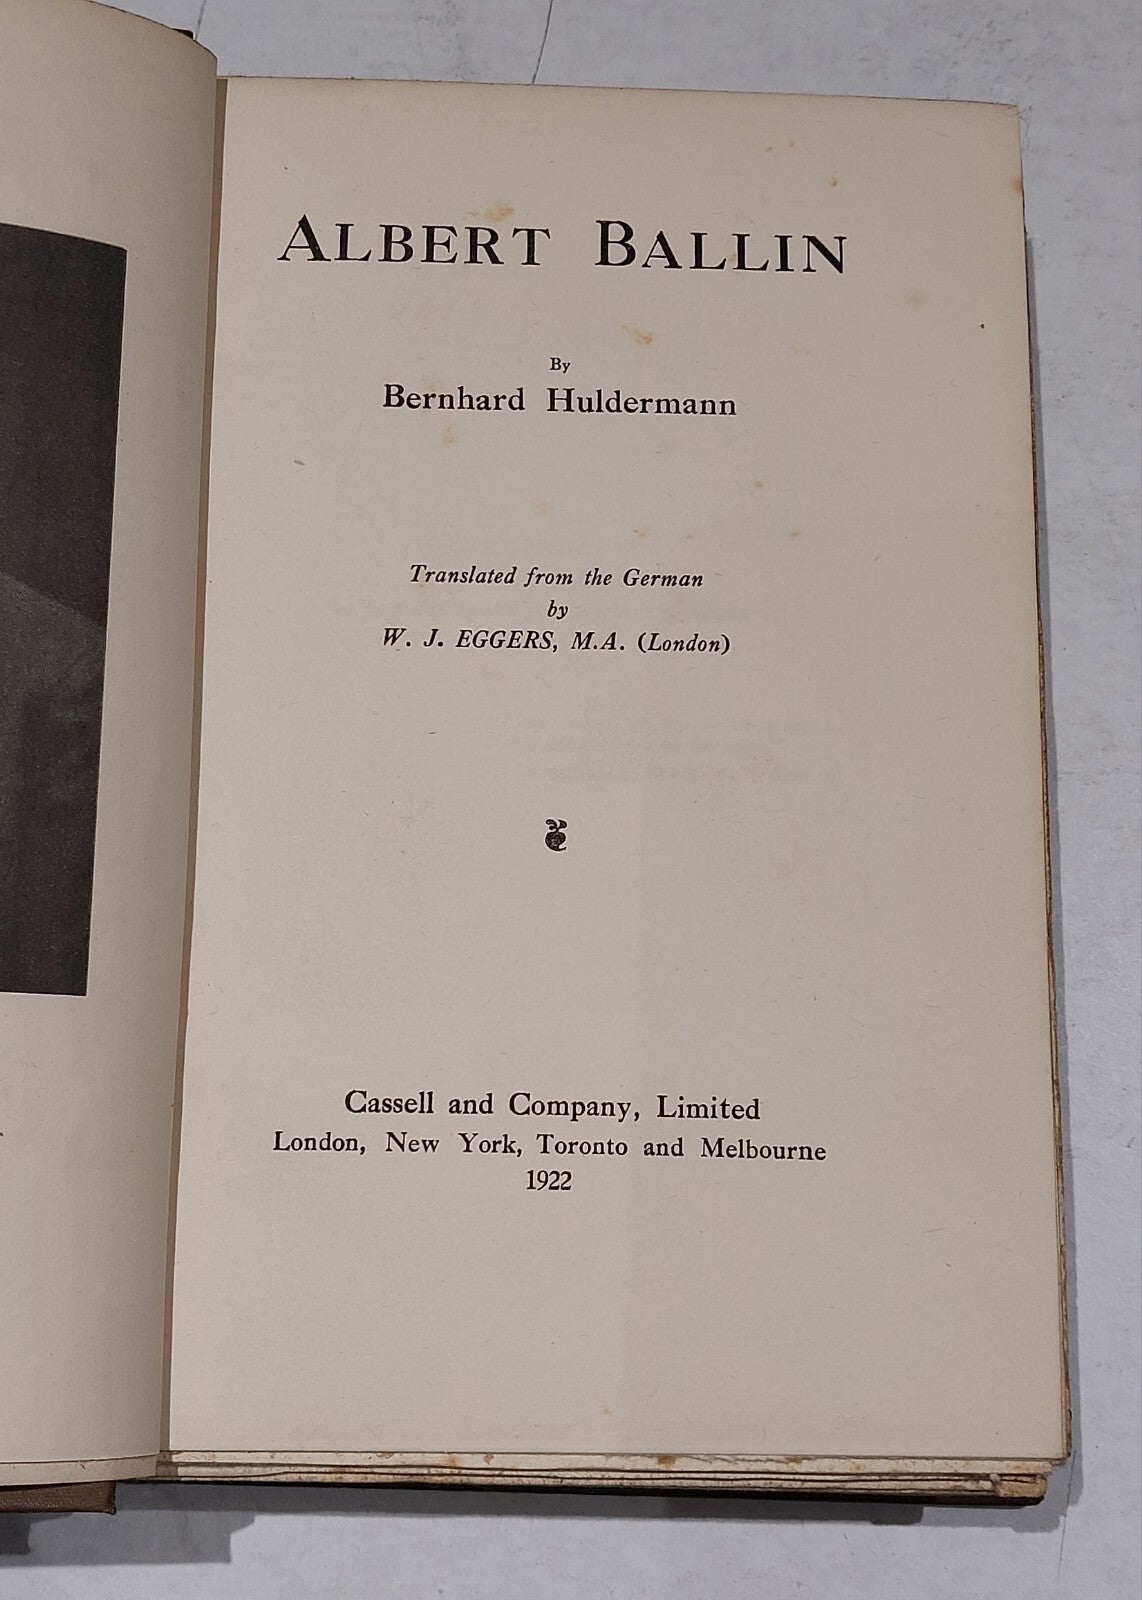 ALBERT BALLIN
By
Bernhard Huldermann
Translated from the German
by
W. J. EGGERS, M.A. (London)
Cassell and Company, Limited
London, New York, Toronto and Melbourne
1922